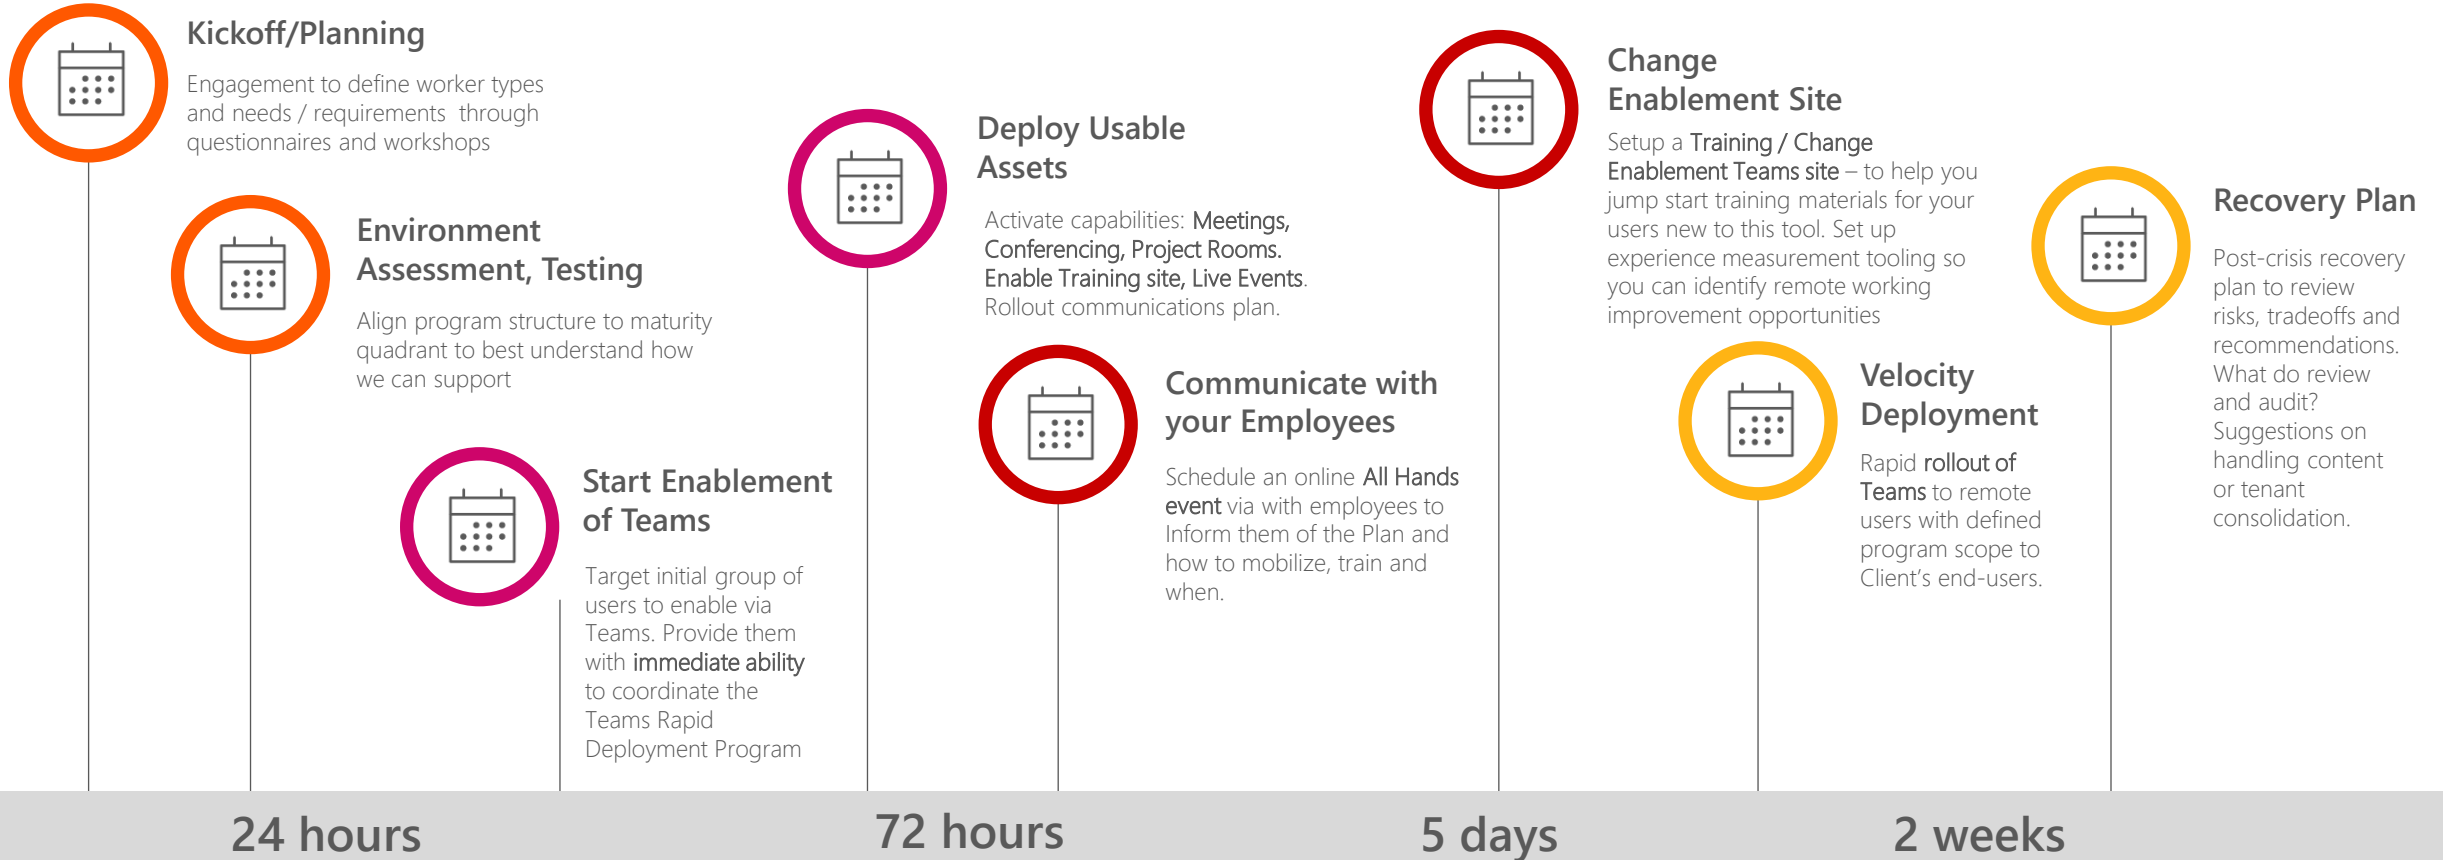 Kickoff/Planning
Engagement to define worker types
and needs / requirements through
questionnaires and workshops
Environment
Assessment, Testing
Align program structure to maturity
quadrant to best understand how
we can support
Start Enablement
of Teams
Target initial group of
users to enable via
Teams. Provide them
with immediate ability
to coordinate the
Teams Rapid
Deployment Program
Deploy Usable
Assets
Activate capabilities: Meetings,
Conferencing, Project Rooms.
Enable Training site, Live Events.
Rollout communications plan.
Communicate with
your Employees
Schedule an online All Hands
event via with employees to
Inform them of the Plan and
how to mobilize, train and
when.
Change
Enablement Site
Setup a Training / Change
Enablement Teams site – to help you
jump start training materials for your
users new to this tool. Set up
experience measurement tooling so
you can identify remote working
improvement opportunities
Velocity
Deployment
Rapid rollout of
Teams to remote
users with defined
program scope to
Client’s end-users.
Recovery Plan
Post-crisis recovery
plan to review
risks, tradeoffs and
recommendations.
What do review
and audit?
Suggestions on
handling content
or tenant
consolidation.
24 hours
72 hours
5 days
2 weeks